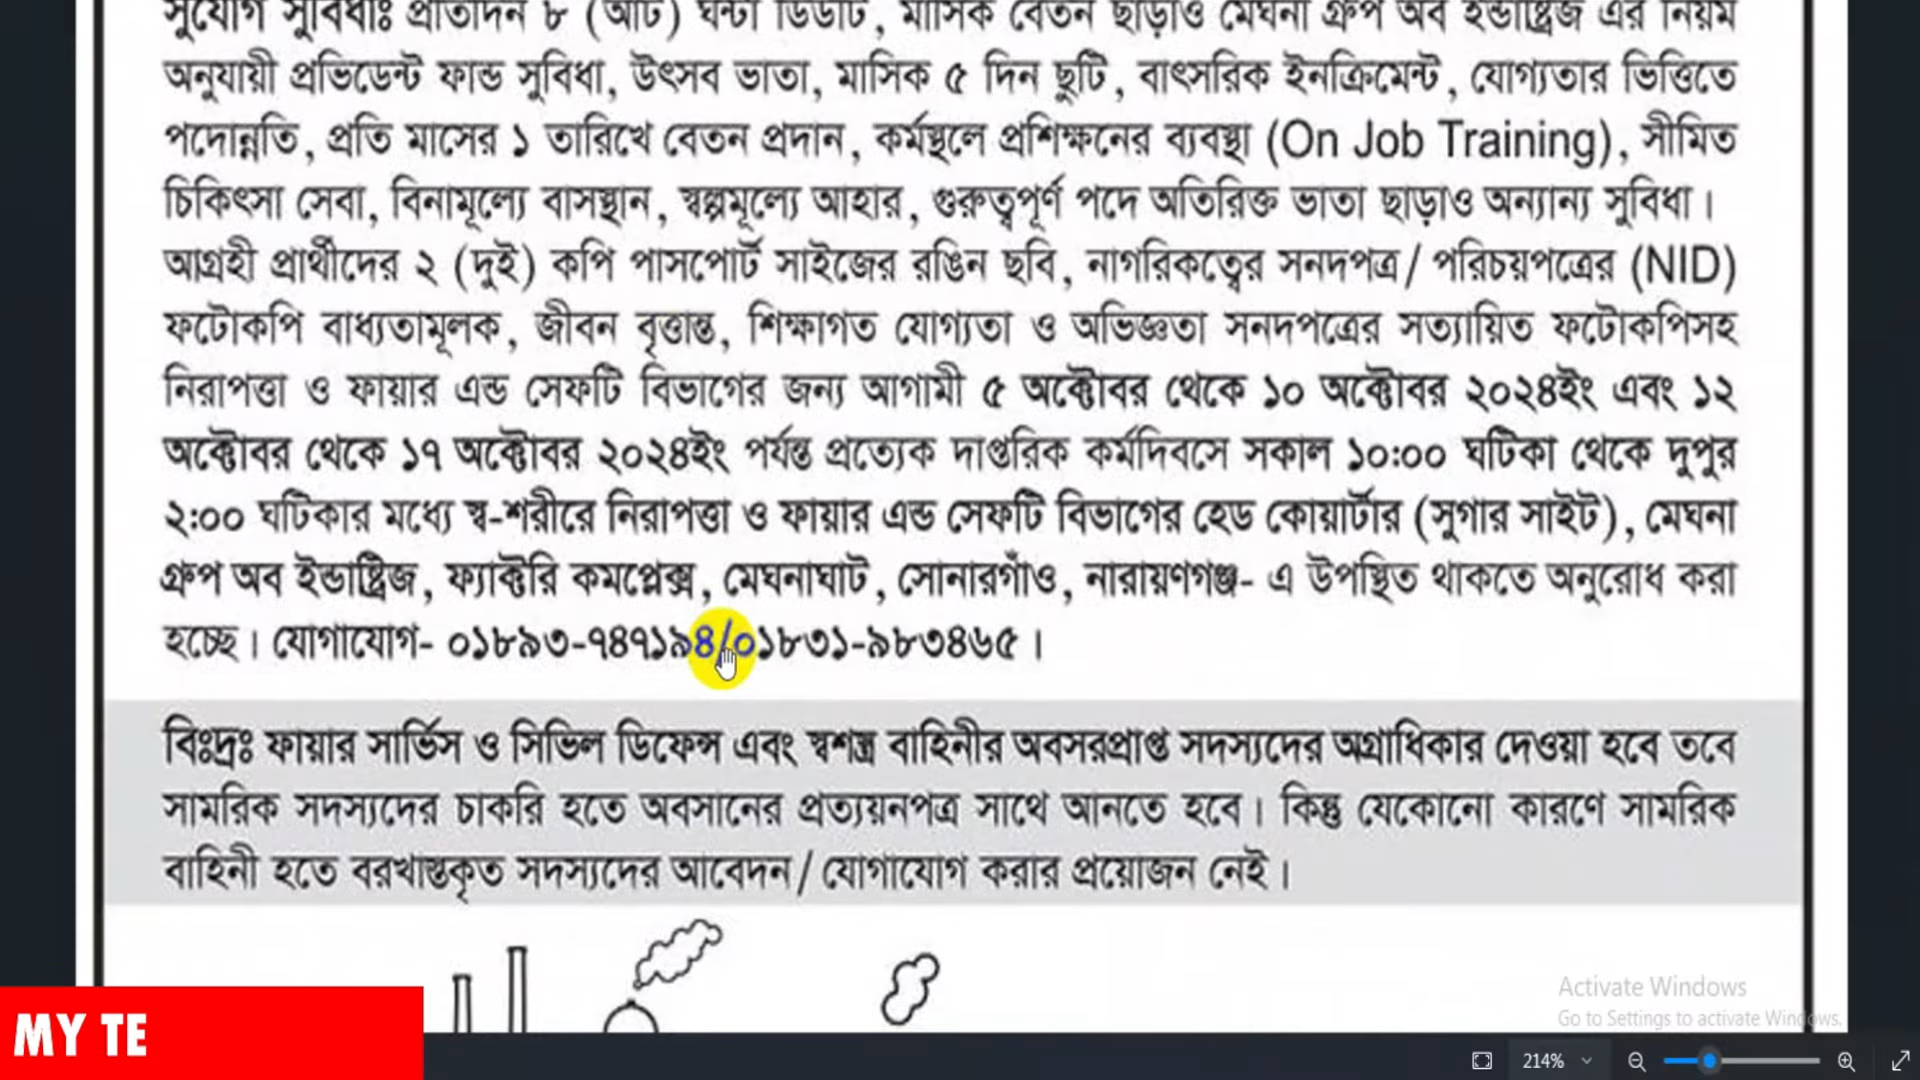 সুযোগ সুবিধাঃ প্রতিদিন ৮ (আট) ঘন্টা ডিউটি, মাসিক বেতন ছাড়াও মেঘনা গ্রুপ অব ইন্ডাষ্ট্রিজ এর নিয়ম
অনুযায়ী প্রভিডেন্ট ফান্ড সুবিধা, উৎসব ভাতা, মাসিক ৫ দিন ছুটি, বাৎসরিক ইনক্রিমেন্ট, যোগ্যতার ভিত্তিতে
পদোন্নতি, প্রতি মাসের ১ তারিখে বেতন প্রদান, কর্মস্থলে প্রশিক্ষনের ব্যবস্থা (On Job Training), সীমিত
চিকিৎসা সেবা, বিনামূল্যে বাসস্থান, স্বল্পমূল্যে আহার, গুরুত্বপূর্ণ পদে অতিরিক্ত ভাতা ছাড়াও অন্যান্য সুবিধা।
আগ্রহী প্রার্থীদের ২ (দুই) কপি পাসপোর্ট সাইজের রঙিন ছবি, নাগরিকত্বের সনদপত্র/ পরিচয়পত্রের (NID)
ফটোকপি বাধ্যতামূলক, জীবন বৃত্তান্ত, শিক্ষাগত যোগ্যতা ও অভিজ্ঞতা সনদপত্রের সত্যায়িত ফটোকপিসহ
নিরাপত্তা ও ফায়ার এন্ড সেফটি বিভাগের জন্য আগামী ৫ অক্টোবর থেকে ১০ অক্টোবর ২০২৪ইং এবং ১২
অক্টোবর থেকে ১৭ অক্টোবর ২০২৪ইং পর্যন্ত প্রত্যেক দাপ্তরিক কর্মদিবসে সকাল ১০:০০ ঘটিকা থেকে দুপুর
২:০০ ঘটিকার মধ্যে স্ব-শরীরে নিরাপত্তা ও ফায়ার এন্ড সেফটি বিভাগের হেড কোয়ার্টার (সুগার সাইট), মেঘনা
গ্রুপ অব ইন্ডাষ্ট্রিজ, ফ্যাক্টরি কমপ্লেক্স, মেঘনাঘাট, সোনারগাঁও, নারায়ণগঞ্জ- এ উপস্থিত থাকতে অনুরোধ করা
হচ্ছে। যোগাযোগ- ০১৮৯৩-৭৪৭১৯৪/০১৮৩১-৯৮৩৪৬৫।
বিঃদ্রঃ ফায়ার সার্ভিস ও সিভিল ডিফেন্স এবং স্বশস্ত্র বাহিনীর অবসরপ্রাপ্ত সদস্যদের অগ্রাধিকার দেওয়া হবে তবে
সামরিক সদস্যদের চাকরি হতে অবসানের প্রত্যয়নপত্র সাথে আনতে হবে। কিন্তু যেকোনো কারণে সামরিক
বাহিনী হতে বরখাস্তকৃত সদস্যদের আবেদন/যোগাযোগ করার প্রয়োজন নেই।
Activate Windows
Go to Settings to activate Windows.
MY TE
214%